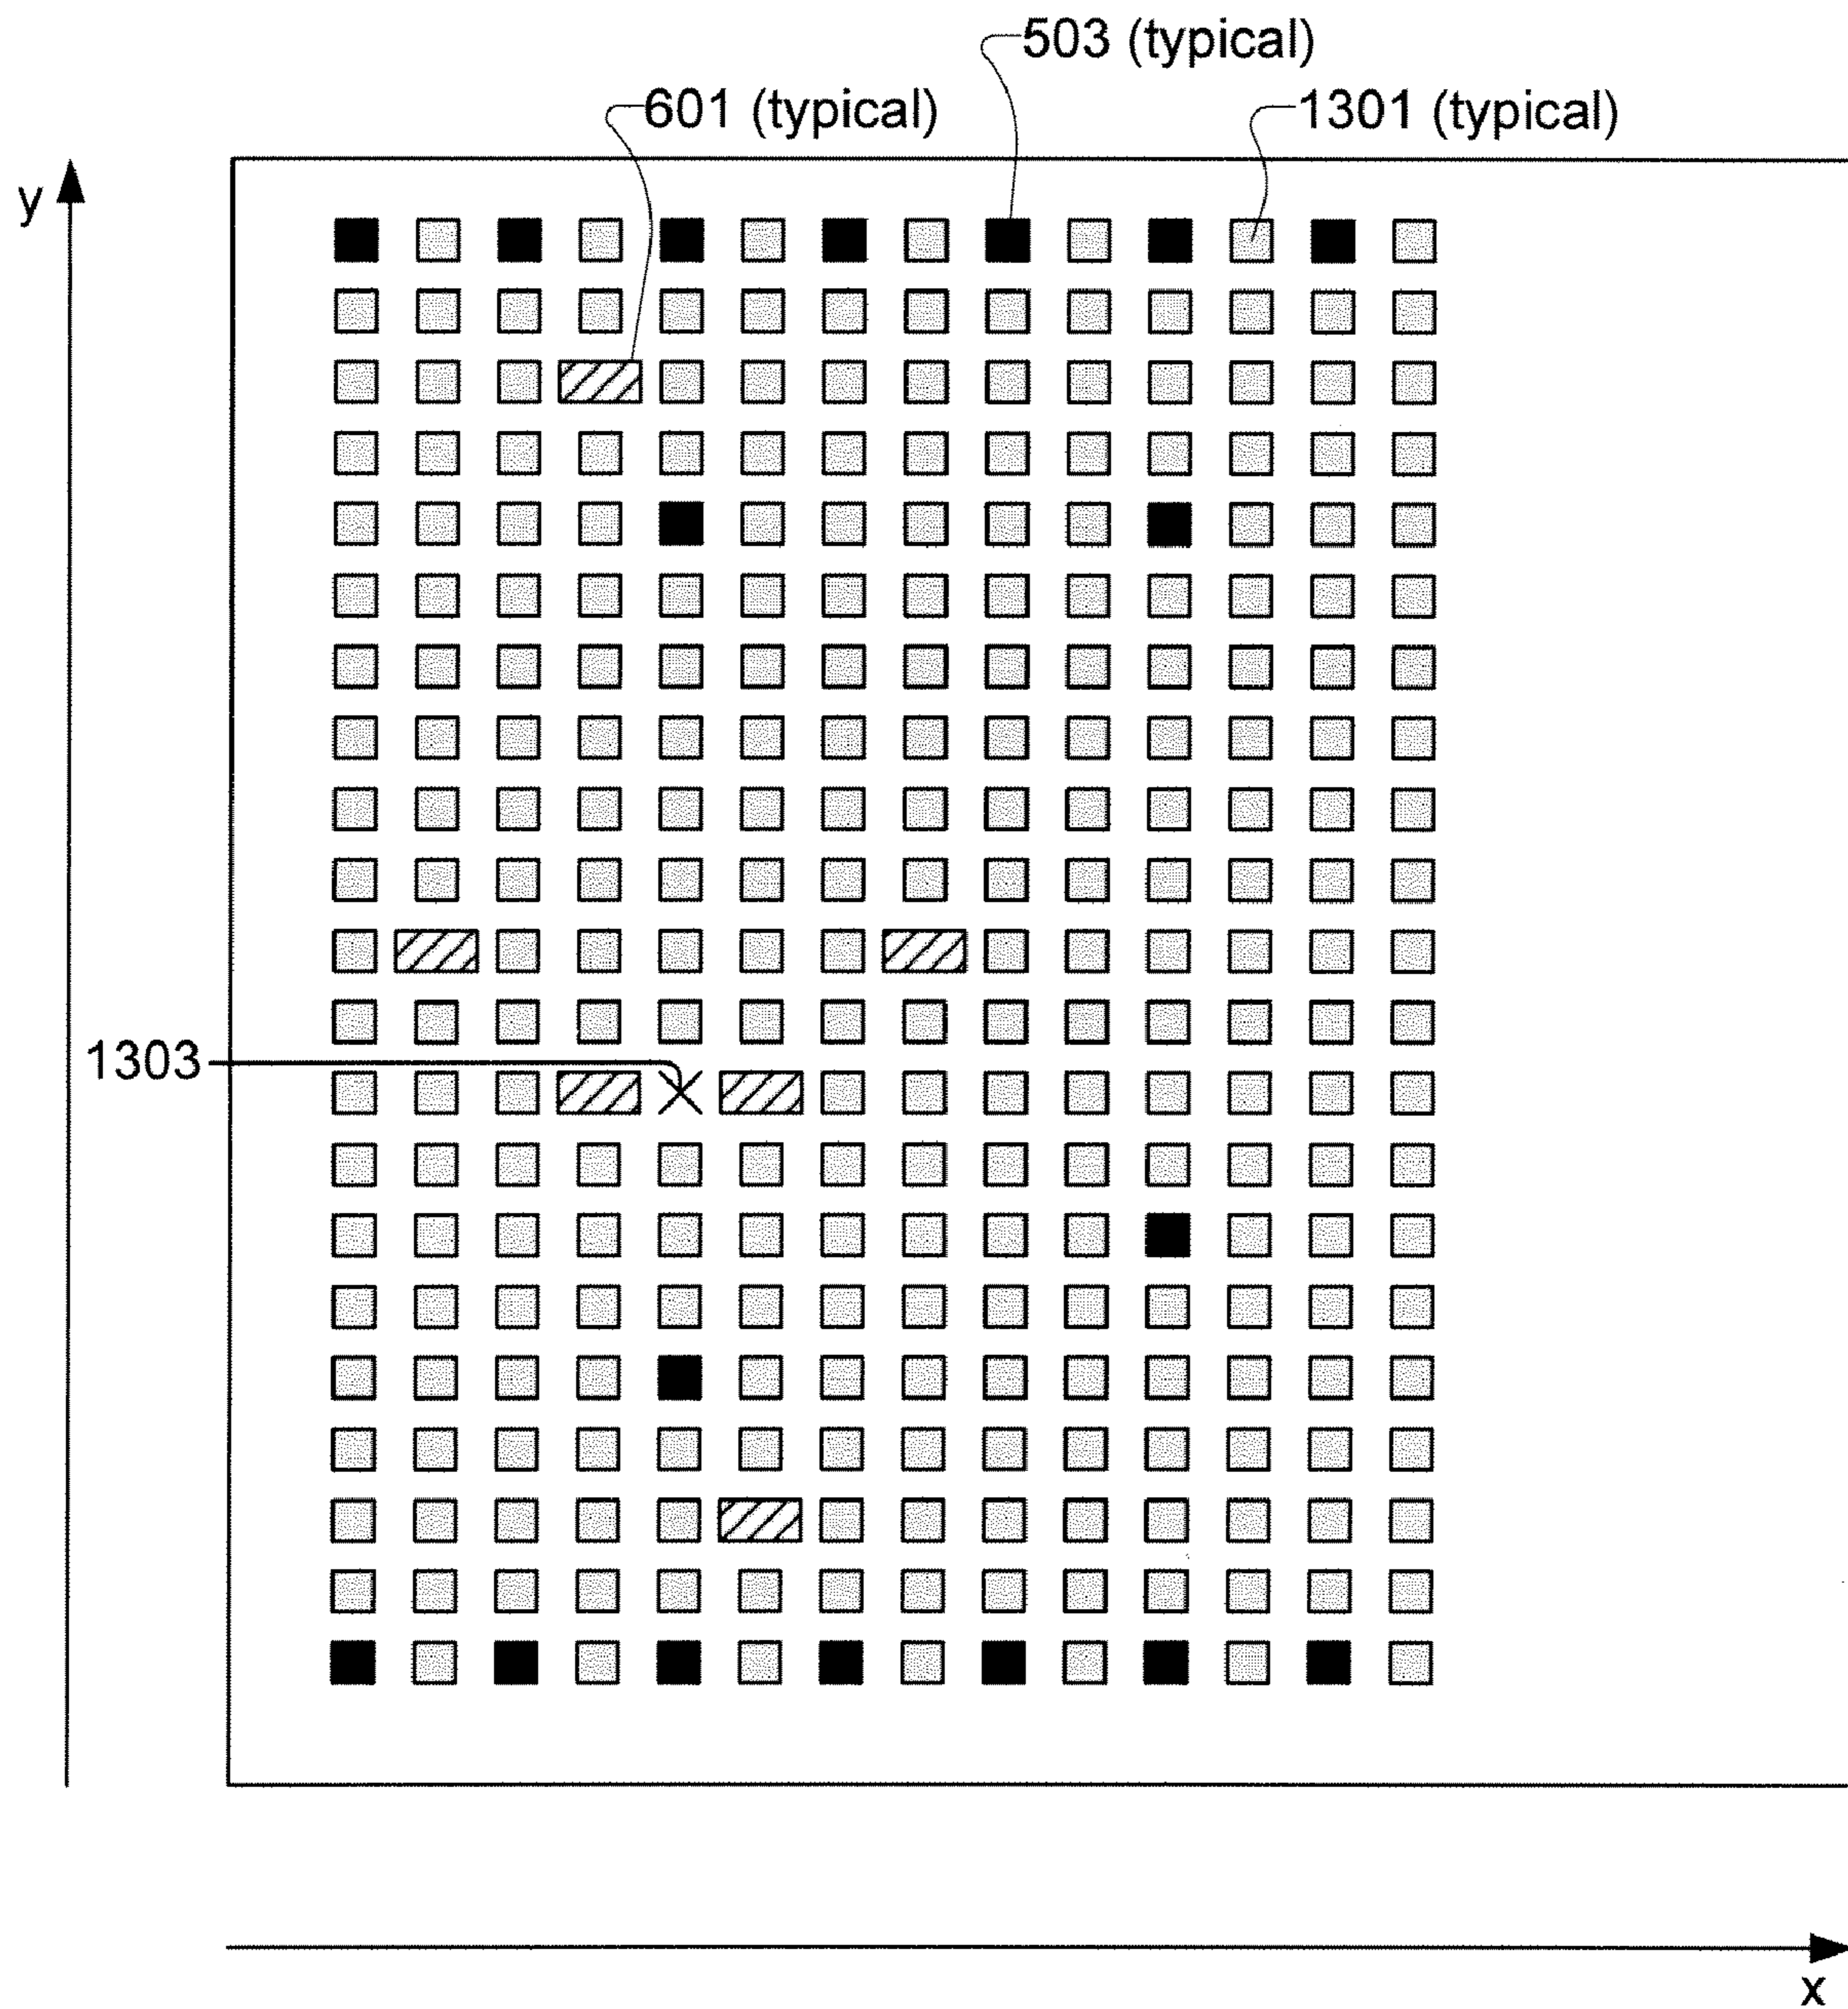 503 (typical)
601 (typical)
1301 (typical)
y
1303
x